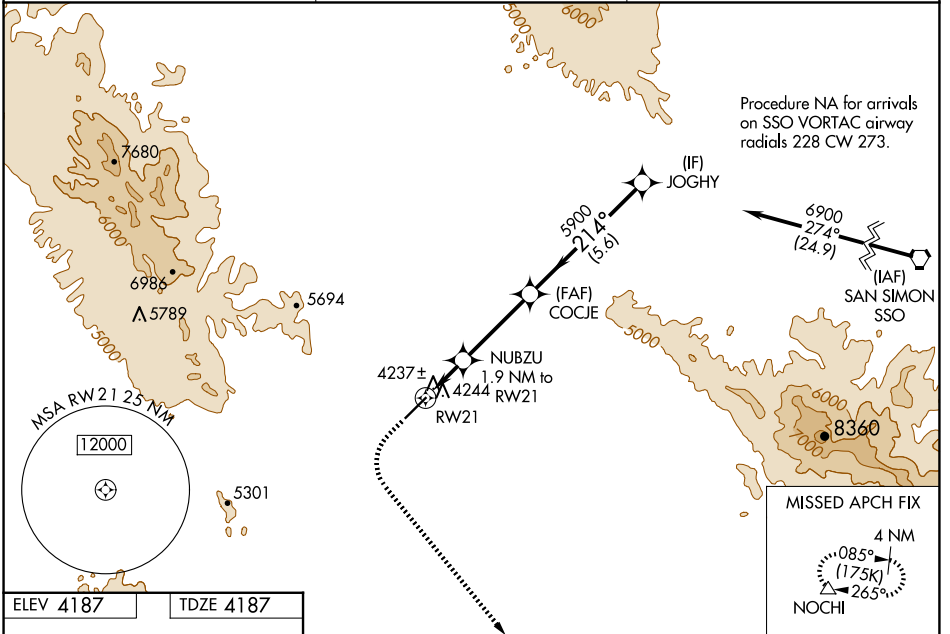 5000
6000
7680
6986
5789
5694
6000
5000
Procedure NA for arrivals
on SSO VORTAC airway
radials 228 CW 273.
(IF)
JOGHY
5900
214°
(5.6)
6900
274°
(24.9)
(IAF)
SAN SIMON
SSO
(FAF)
COCJE
NUBZU
1.9 NM to
RW21
4237±
4244
RW21
5000
6000
7000
8360
MSA RW21 25 NM
12000
5301
MISSED APCH FIX
4 NM
085°
(175K)
265°
NOCHI
ELEV 4187
TDZE 4187